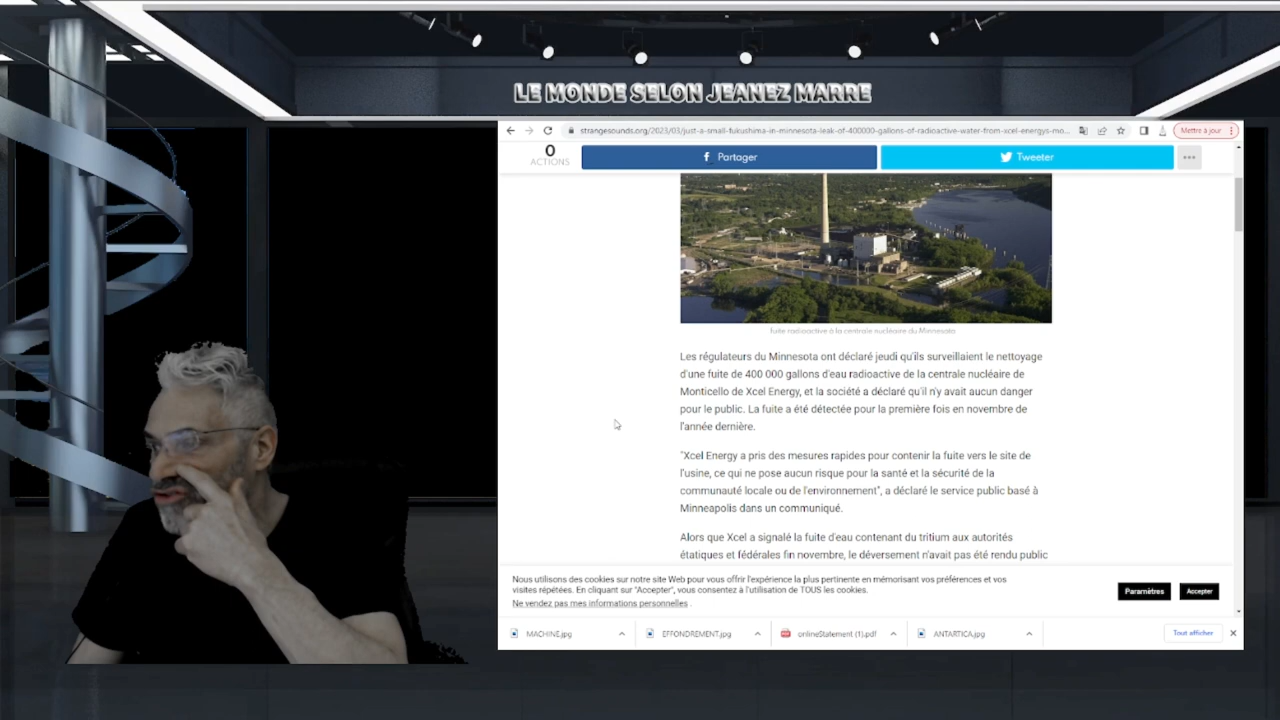 LE MONDE SELON JEANEZ MARRE
strangesounds.org/2023/03/just-a-small-fukushima-in-minnesota-leak-of-400000-gallons-of-radioactive-water-from-xcel-energys-mo...
Mettre à jour
0
ACTIONS
Partager
Tweeter
fuite radioactive à la centrale nucléaire du Minnesota
Les régulateurs du Minnesota ont déclaré jeudi qu'ils surveillaient le nettoyage
d'une fuite de 400 000 gallons d'eau radioactive de la centrale nucléaire de
Monticello de Xcel Energy, et la société a déclaré qu'il n'y avait aucun danger
pour le public. La fuite a été détectée pour la première fois en novembre de
l'année dernière.
"Xcel Energy a pris des mesures rapides pour contenir la fuite vers le site de
l'usine, ce qui ne pose aucun risque pour la santé et la sécurité de la
communauté locale ou de l'environnement", a déclaré le service public basé à
Minneapolis dans un communiqué.
Alors que Xcel a signalé la fuite d'eau contenant du tritium aux autorités
étatiques et fédérales fin novembre, le déversement n'avait pas été rendu public
Nous utilisons des cookies sur notre site Web pour vous offrir l'expérience la plus pertinente en mémorisant vos préférences et vos
visites répétées. En cliquant sur "Accepter", vous consentez à l'utilisation de TOUS les cookies.
Ne vendez pas mes informations personnelles .
Paramètres
Accepter
MACHINE.jpg
EFFONDREMENT.jpg
onlineStatement (1).pdf
ANTARTICA.jpg
Tout afficher